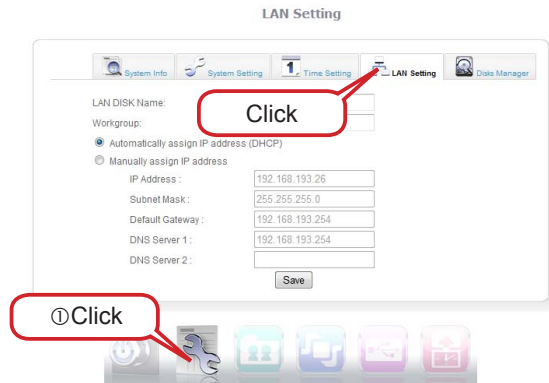 LAN Setting
System Info
System Setting
Time Setting
LAN Setting
Disks Manager
LAN DISK Name:
Click
Workgroup:
Automatically assign IP address (DHCP)
Manually assign IP address
IP Address :
192.168.193.26
Subnet Mask :
255.255.255.0
Default Gateway :
192.168.193.254
DNS Server 1 :
192.168.193.254
DNS Server 2 :
Save
①Click